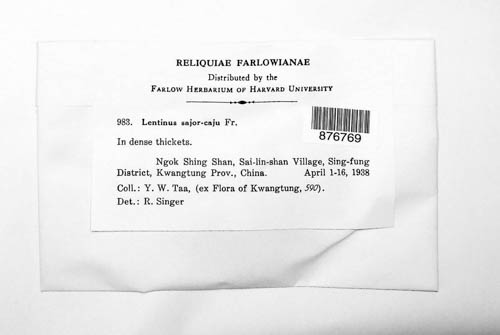 RELIQUIAE FARLOWIANAE
Distributed by the
FARLOW HERBARIUM OF HARVARD UNIVERSITY
983. Lentinus sajor-caju Fr.
876769
In dense thickets.
Ngok Shing Shan, Sai-lin-shan Village, Sing-fung
District, Kwangtung Prov., China. April 1-16, 1938
Coll.: Y. W. Taa, (ex Flora of Kwangtung, 590).
Det.: R. Singer